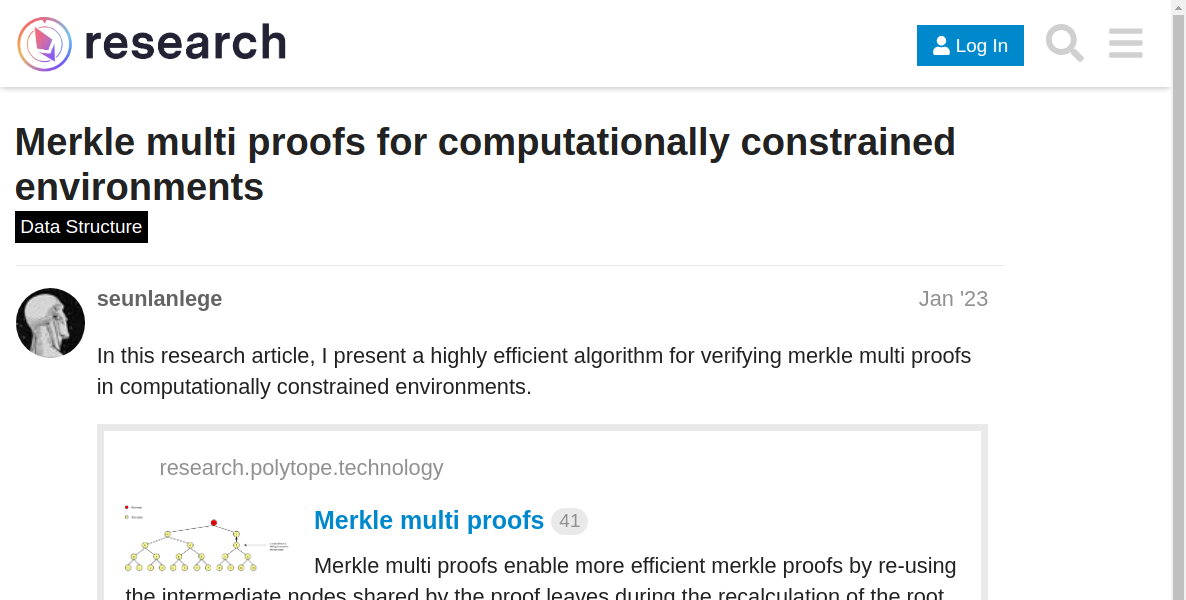 research
Log In
Merkle multi proofs for computationally constrained
environments
Data Structure
seunlanlege
Jan '23
In this research article, I present a highly efficient algorithm for verifying merkle multi proofs
in computationally constrained environments.
research.polytope.technology
Merkle multi proofs 41
Merkle multi proofs enable more efficient merkle proofs by re-using
the intermediate nodes shared by the proof leaves during the recalculation of the root